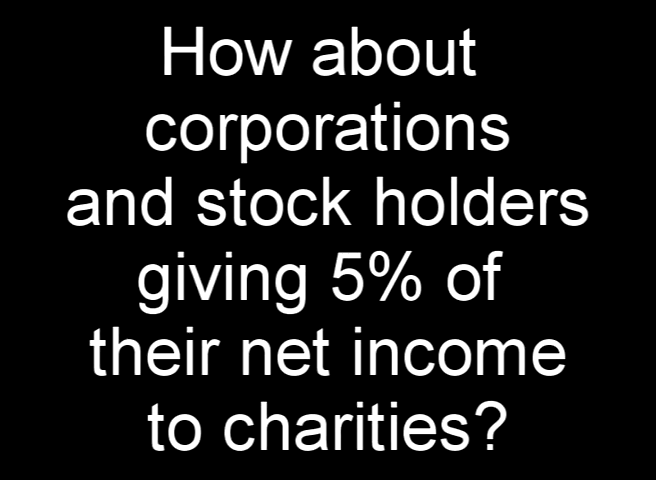 How about
corporations
and stock holders
giving 5% of
their net income
to charities?